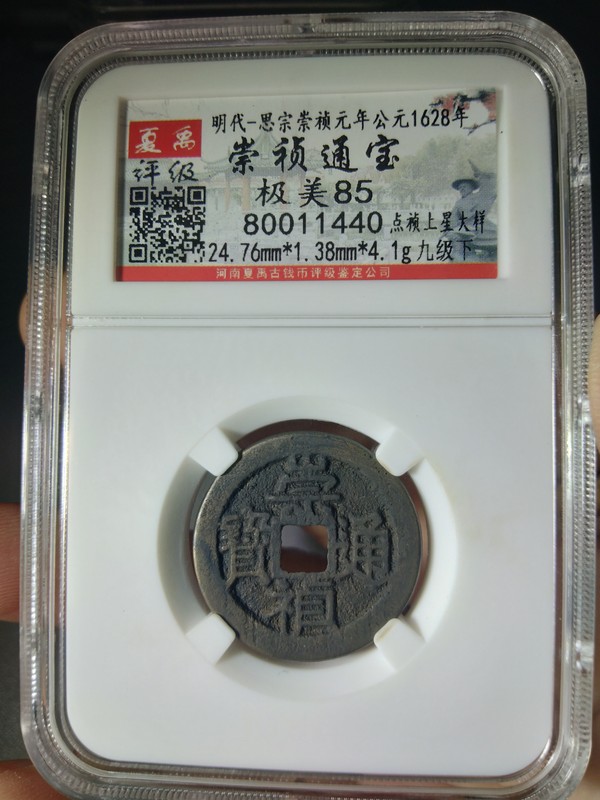 明代-思宗崇祯元年公元1628年
夏禹
评级
崇祯通宝
极美85
80011440 点祯上星大样
24.76mm*1.38mm*4.1g九级下
河南夏禹古钱币评级鉴定公司
崇
寶 通
禎